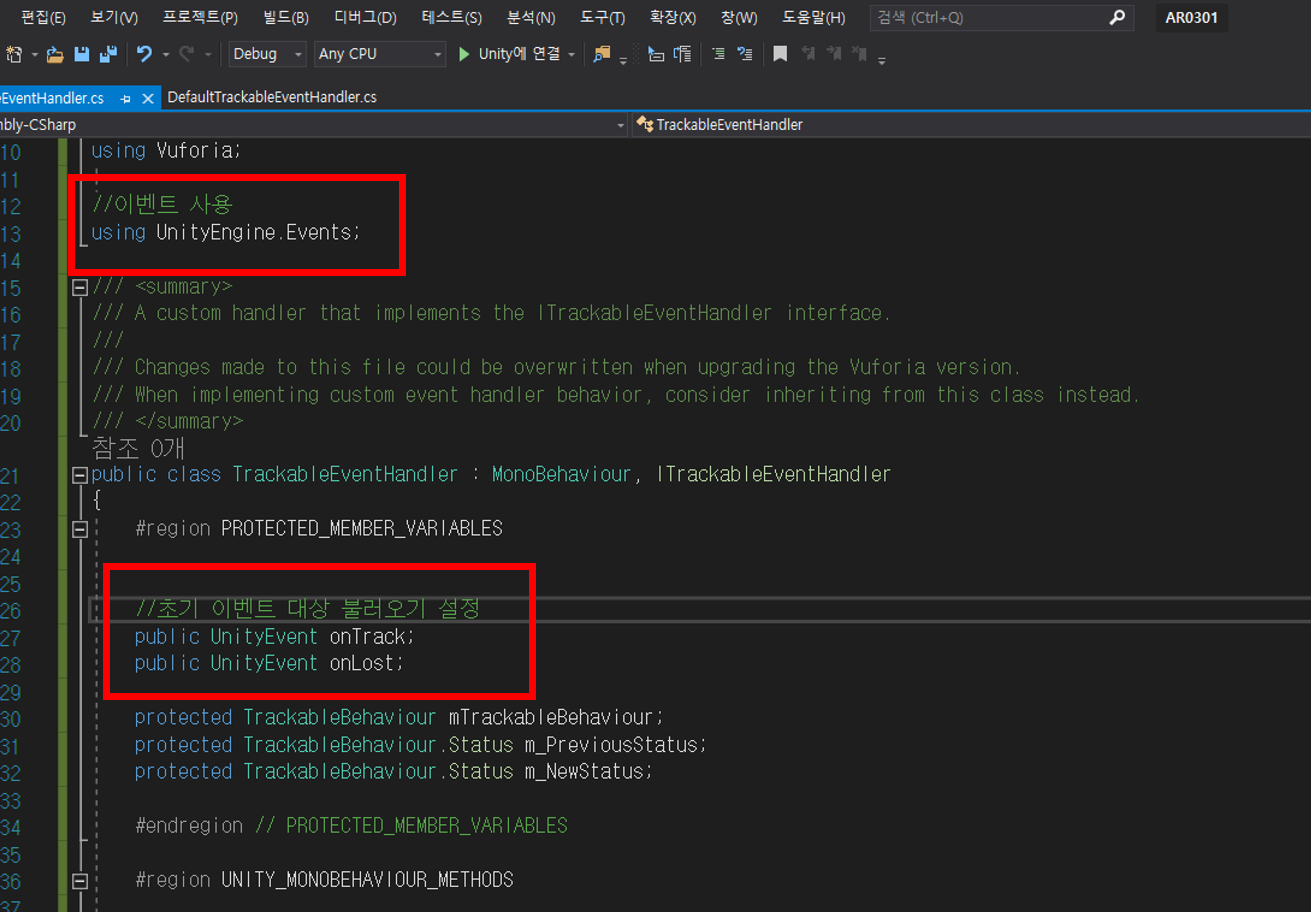 편집(E) 보기(V) 프로젝트(P) 빌드(B) 디버그(D) 테스트(S) 분석(N) 도구(T) 확장(X) 창(W) 도움말(H) 검색 (Ctrl+Q) AR0301
Debug Any CPU Unity에 연결
eEventHandler.cs DefaultTrackableEventHandler.cs
mbly-CSharp TrackableEventHandler
10 using Vuforia;
11
12 //이벤트 사용
13 using UnityEngine.Events;
14
15 /// <summary>
16 /// A custom handler that implements the ITrackableEventHandler interface.
17 ///
18 /// Changes made to this file could be overwritten when upgrading the Vuforia version.
19 /// When implementing custom event handler behavior, consider inheriting from this class instead.
20 /// </summary>
참조 0개
21 public class TrackableEventHandler : MonoBehaviour, ITrackableEventHandler
22 {
23 #region PROTECTED_MEMBER_VARIABLES
24
25
26 //초기 이벤트 대상 불러오기 설정
27 public UnityEvent onTrack;
28 public UnityEvent onLost;
29
30 protected TrackableBehaviour mTrackableBehaviour;
31 protected TrackableBehaviour.Status m_PreviousStatus;
32 protected TrackableBehaviour.Status m_NewStatus;
33
34 #endregion // PROTECTED_MEMBER_VARIABLES
35
36 #region UNITY_MONOBEHAVIOUR_METHODS
37